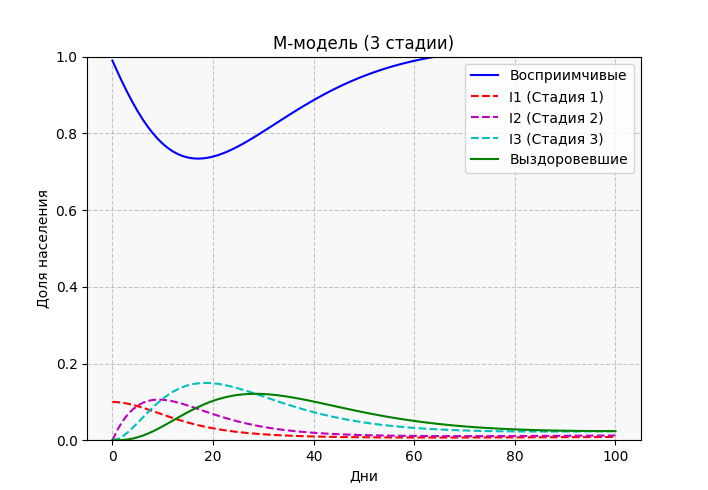 М-модель (3 стадии)
Доля населения
1.0
0.8
0.6
0.4
0.2
0.0
Восприимчивые
I1 (Стадия 1)
I2 (Стадия 2)
I3 (Стадия 3)
Выздоровевшие
0
20
40
60
80
100
Дни